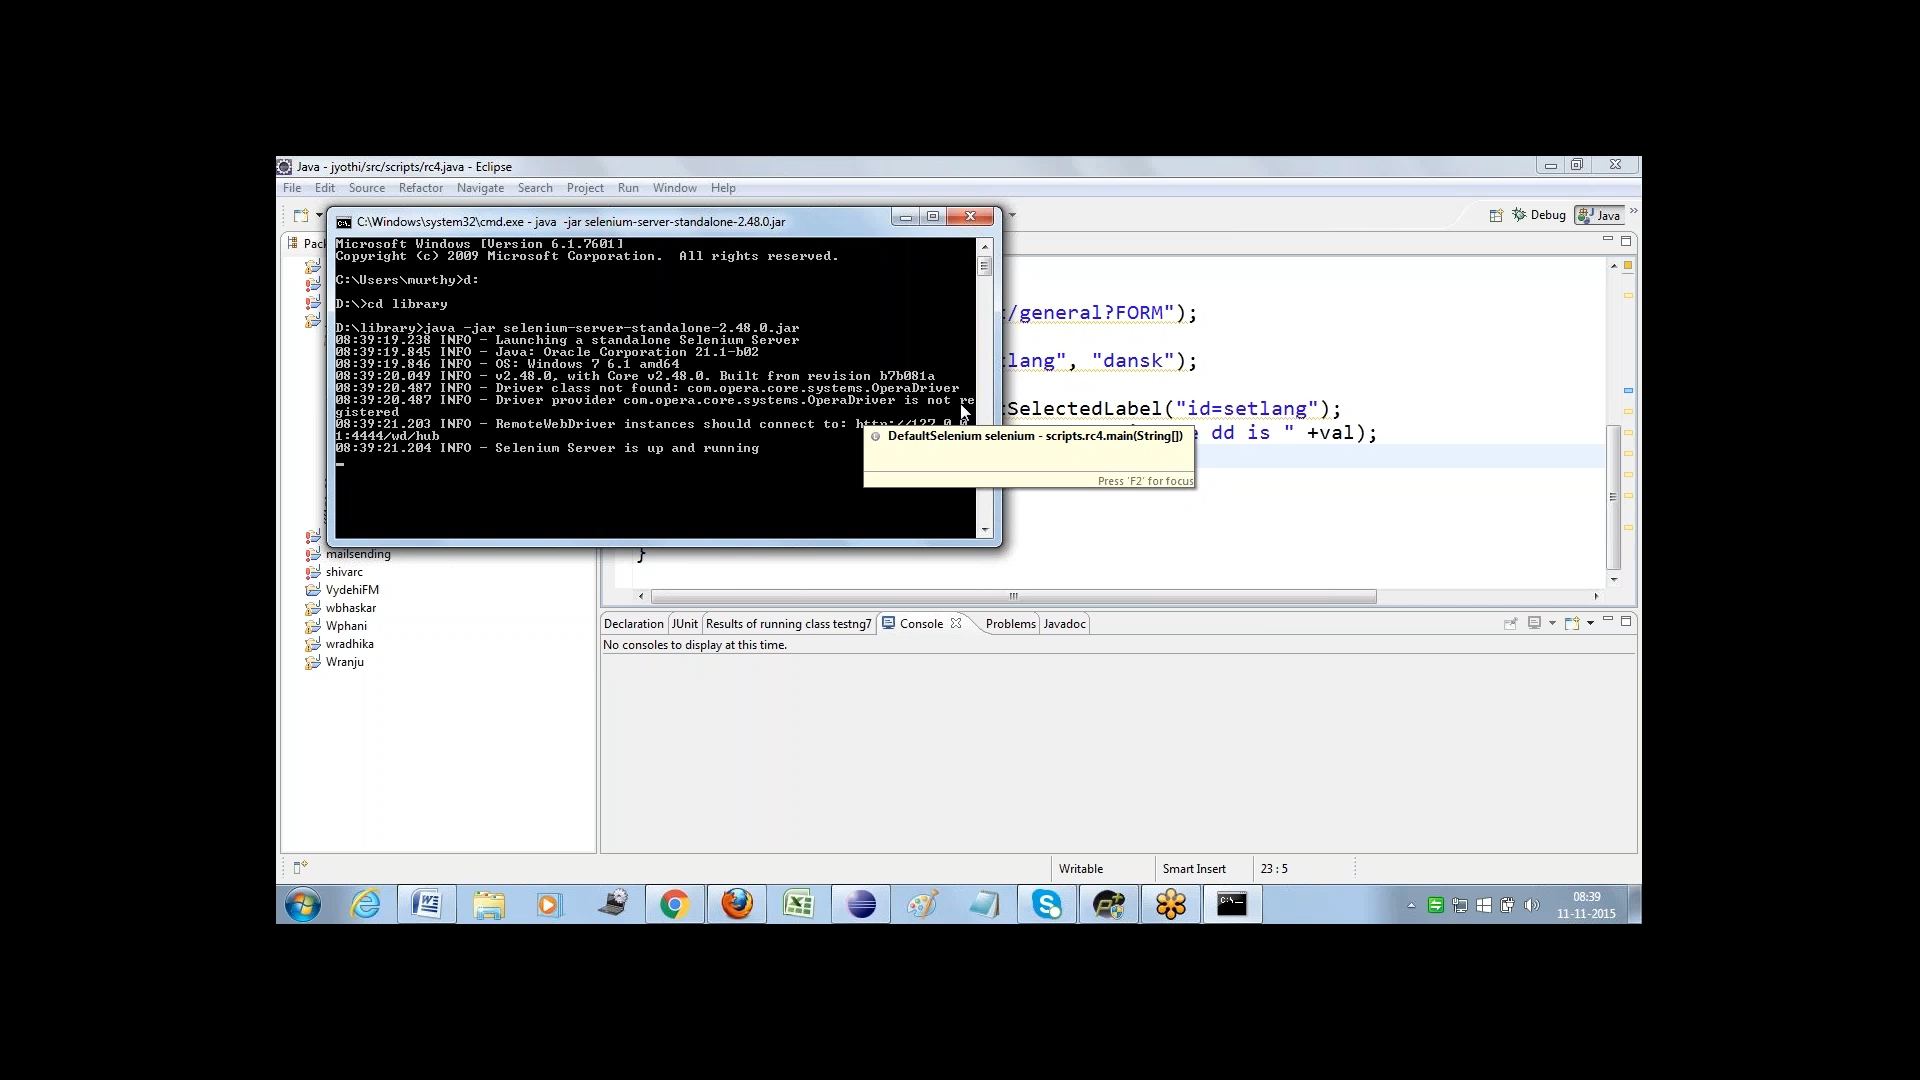 Java - jyothi/src/scripts/rc4.java - Eclipse
File Edit Source Refactor Navigate Search Project Run Window Help
C:\Windows\system32\cmd.exe - java -jar selenium-server-standalone-2.48.0.jar
Debug Java
Microsoft Windows [Version 6.1.7601]
Copyright (c) 2009 Microsoft Corporation. All rights reserved.
C:\Users\murthy>d:
D:\>cd library
D:\library>java -jar selenium-server-standalone-2.48.0.jar
08:39:19.238 INFO - Launching a standalone Selenium Server
08:39:19.845 INFO - Java: Oracle Corporation 21.1-b02
08:39:19.846 INFO - OS: Windows 7 6.1 amd64
08:39:20.049 INFO - v2.48.0, with Core v2.48.0. Built from revision b7b081a
08:39:20.487 INFO - Driver class not found: com.opera.core.systems.OperaDriver
08:39:20.487 INFO - Driver provider com.opera.core.systems.OperaDriver is not re
gistered
08:39:21.203 INFO - RemoteWebDriver instances should connect to: http://127.0.0
1:4444/wd/hub
08:39:21.204 INFO - Selenium Server is up and running
Pack
/general?FORM");
lang", "dansk");
SelectedLabel("id=setlang");
dd is " +val);
DefaultSelenium selenium - scripts.rc4.main(String[])
Press 'F2' for focus
}
mailsending
shivarc
VydehiFM
wbhaskar
Wphani
wradhika
Wranju
Declaration JUnit Results of running class testng7 Console Problems Javadoc
No consoles to display at this time.
Writable Smart Insert 23 : 5
08:39
11-11-2015